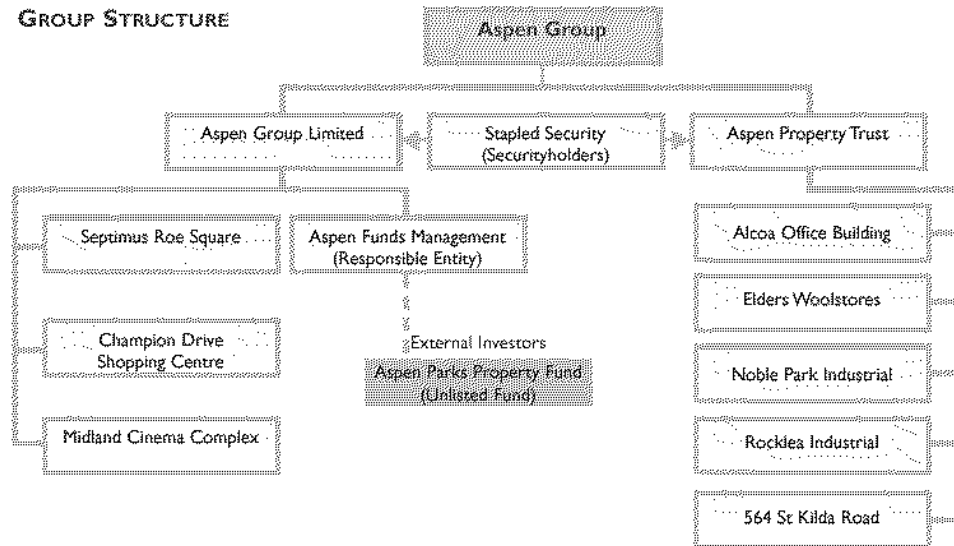 GROUP STRUCTURE
Aspen Group
Aspen Group Limited
Stapled Security
(Securityholders)
Aspen Property Trust
Septimus Roe Square
Aspen Funds Management
(Responsible Entity)
Alcoa Office Building
Elders Woolstores
Champion Drive
Shopping Centre
External Investors
Aspen Parks Property Fund
(Unlisted Fund)
Noble Park Industrial
Midland Cinema Complex
Rocklea Industrial
564 St Kilda Road